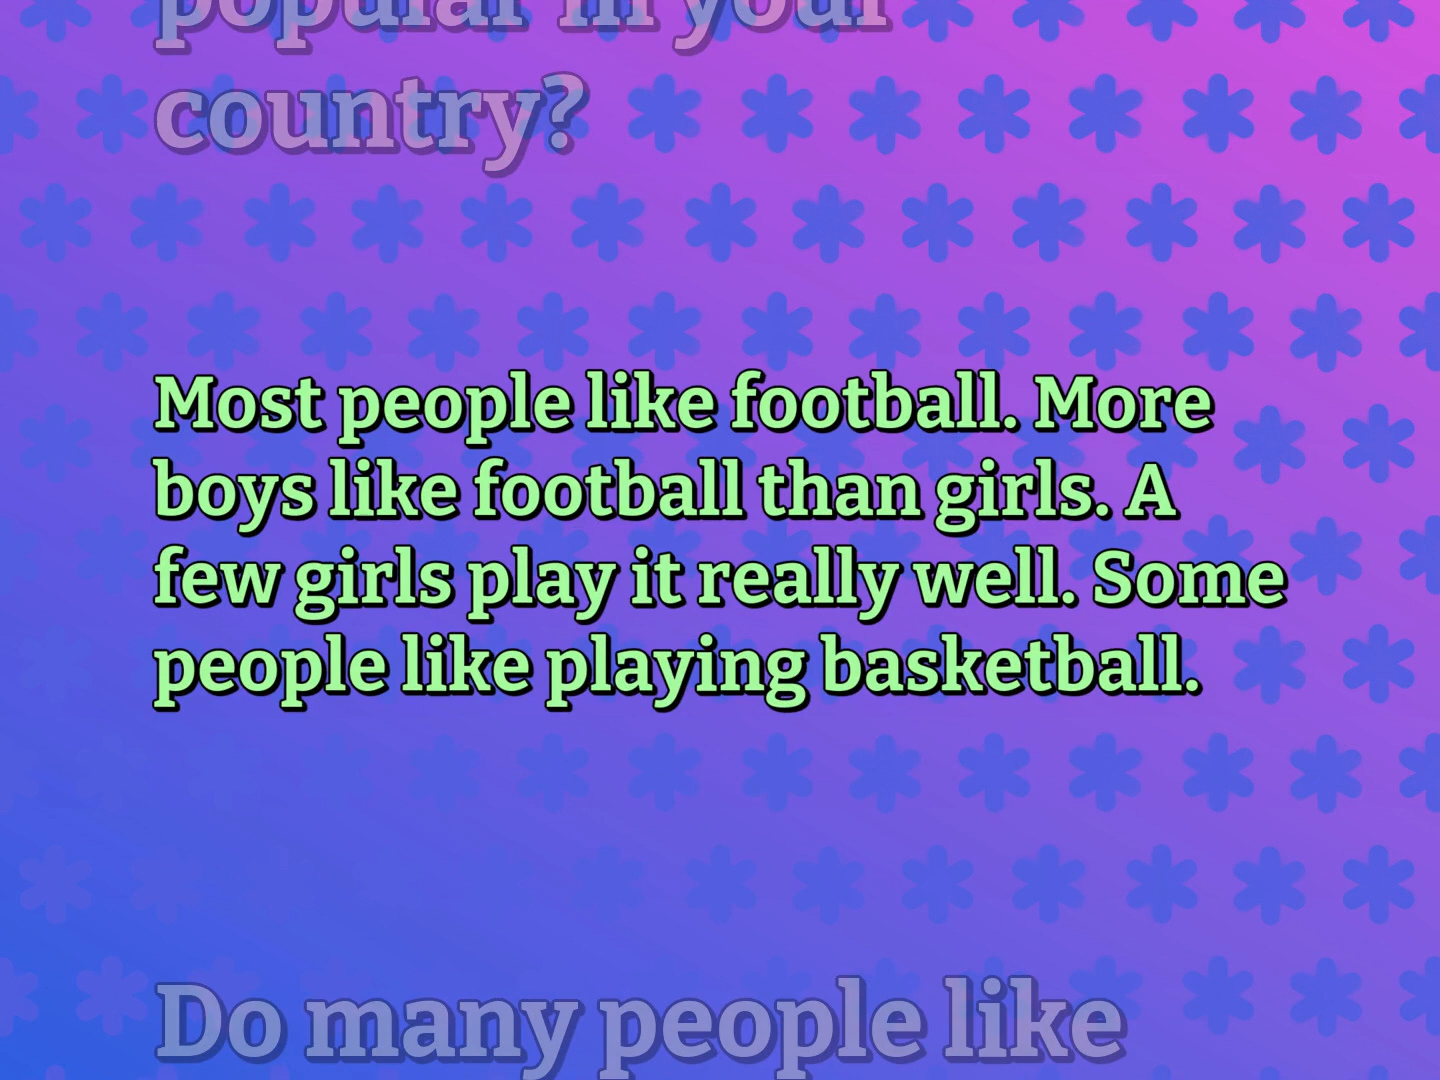 popular in your
country?
Most people like football. More
boys like football than girls. A
few girls play it really well. Some
people like playing basketball.
Do many people like